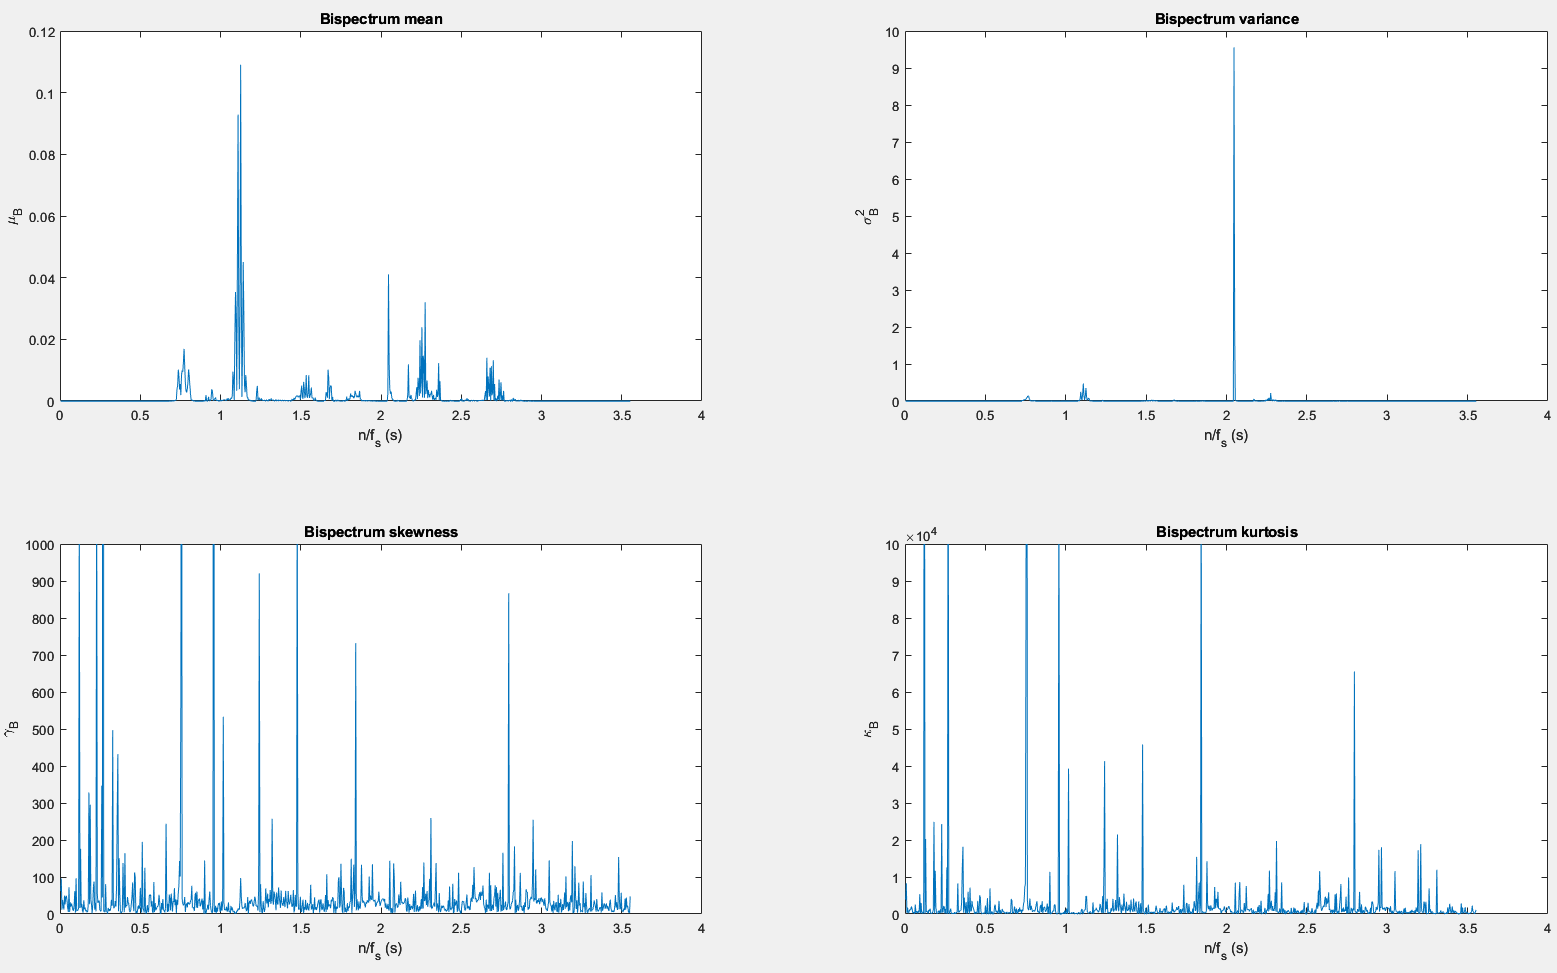 Bispectrum mean
0.12
0.1
0.08
0.06
0.04
0.02
0
μB
0 0.5 1 1.5 2 2.5 3 3.5 4
n/fs (s)
Bispectrum variance
10
9
8
7
6
5
4
3
2
1
0
σB2
0 0.5 1 1.5 2 2.5 3 3.5 4
n/fs (s)
Bispectrum skewness
1000
900
800
700
600
500
400
300
200
100
0
γB
0 0.5 1 1.5 2 2.5 3 3.5 4
n/fs (s)
Bispectrum kurtosis
×104
10
9
8
7
6
5
4
3
2
1
0
κB
0 0.5 1 1.5 2 2.5 3 3.5 4
n/fs (s)